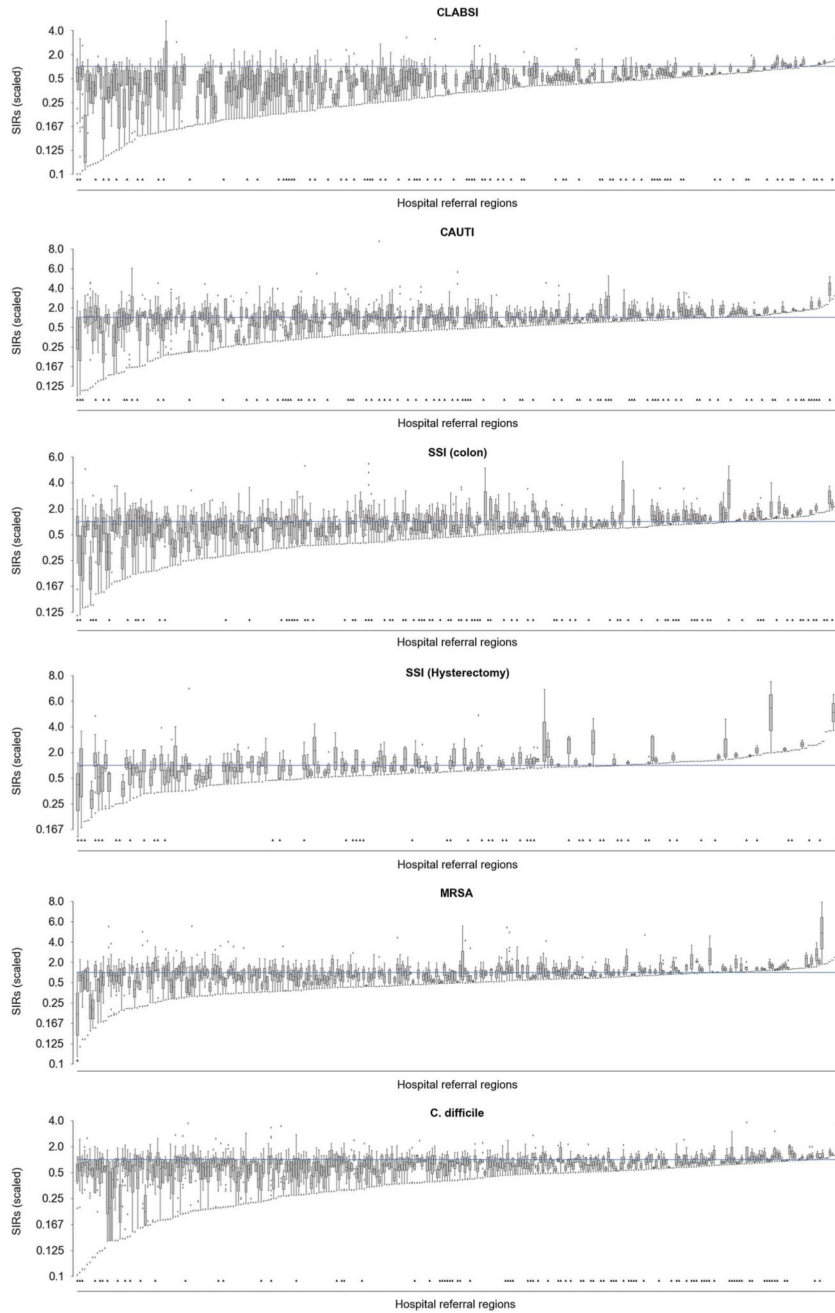 CLABSI
4.0
2.0
0.5
0.25
0.167
0.125
0.1
SIRs (scaled)
Hospital referral regions
CAUTI
8.0
6.0
4.0
2.0
0.5
0.25
0.167
0.125
SIRs (scaled)
Hospital referral regions
SSI (colon)
6.0
4.0
2.0
0.5
0.25
0.167
0.125
SIRs (scaled)
Hospital referral regions
SSI (Hysterectomy)
8.0
6.0
4.0
2.0
0.5
0.25
0.167
SIRs (scaled)
Hospital referral regions
MRSA
8.0
6.0
4.0
2.0
0.5
0.25
0.167
0.125
0.1
SIRs (scaled)
Hospital referral regions
C. difficile
4.0
2.0
0.5
0.25
0.167
0.125
0.1
SIRs (scaled)
Hospital referral regions